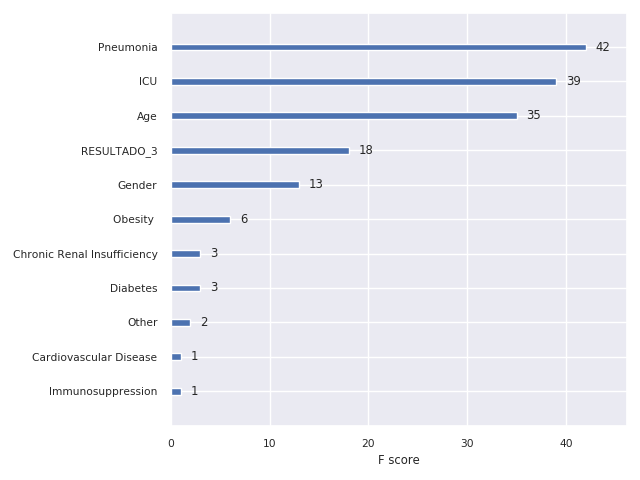 Pneumonia 42
ICU 39
Age 35
RESULTADO_3 18
Gender 13
Obesity 6
Chronic Renal Insufficiency 3
Diabetes 3
Other 2
Cardiovascular Disease 1
Immunosuppression 1
0 10 20 30 40
F score